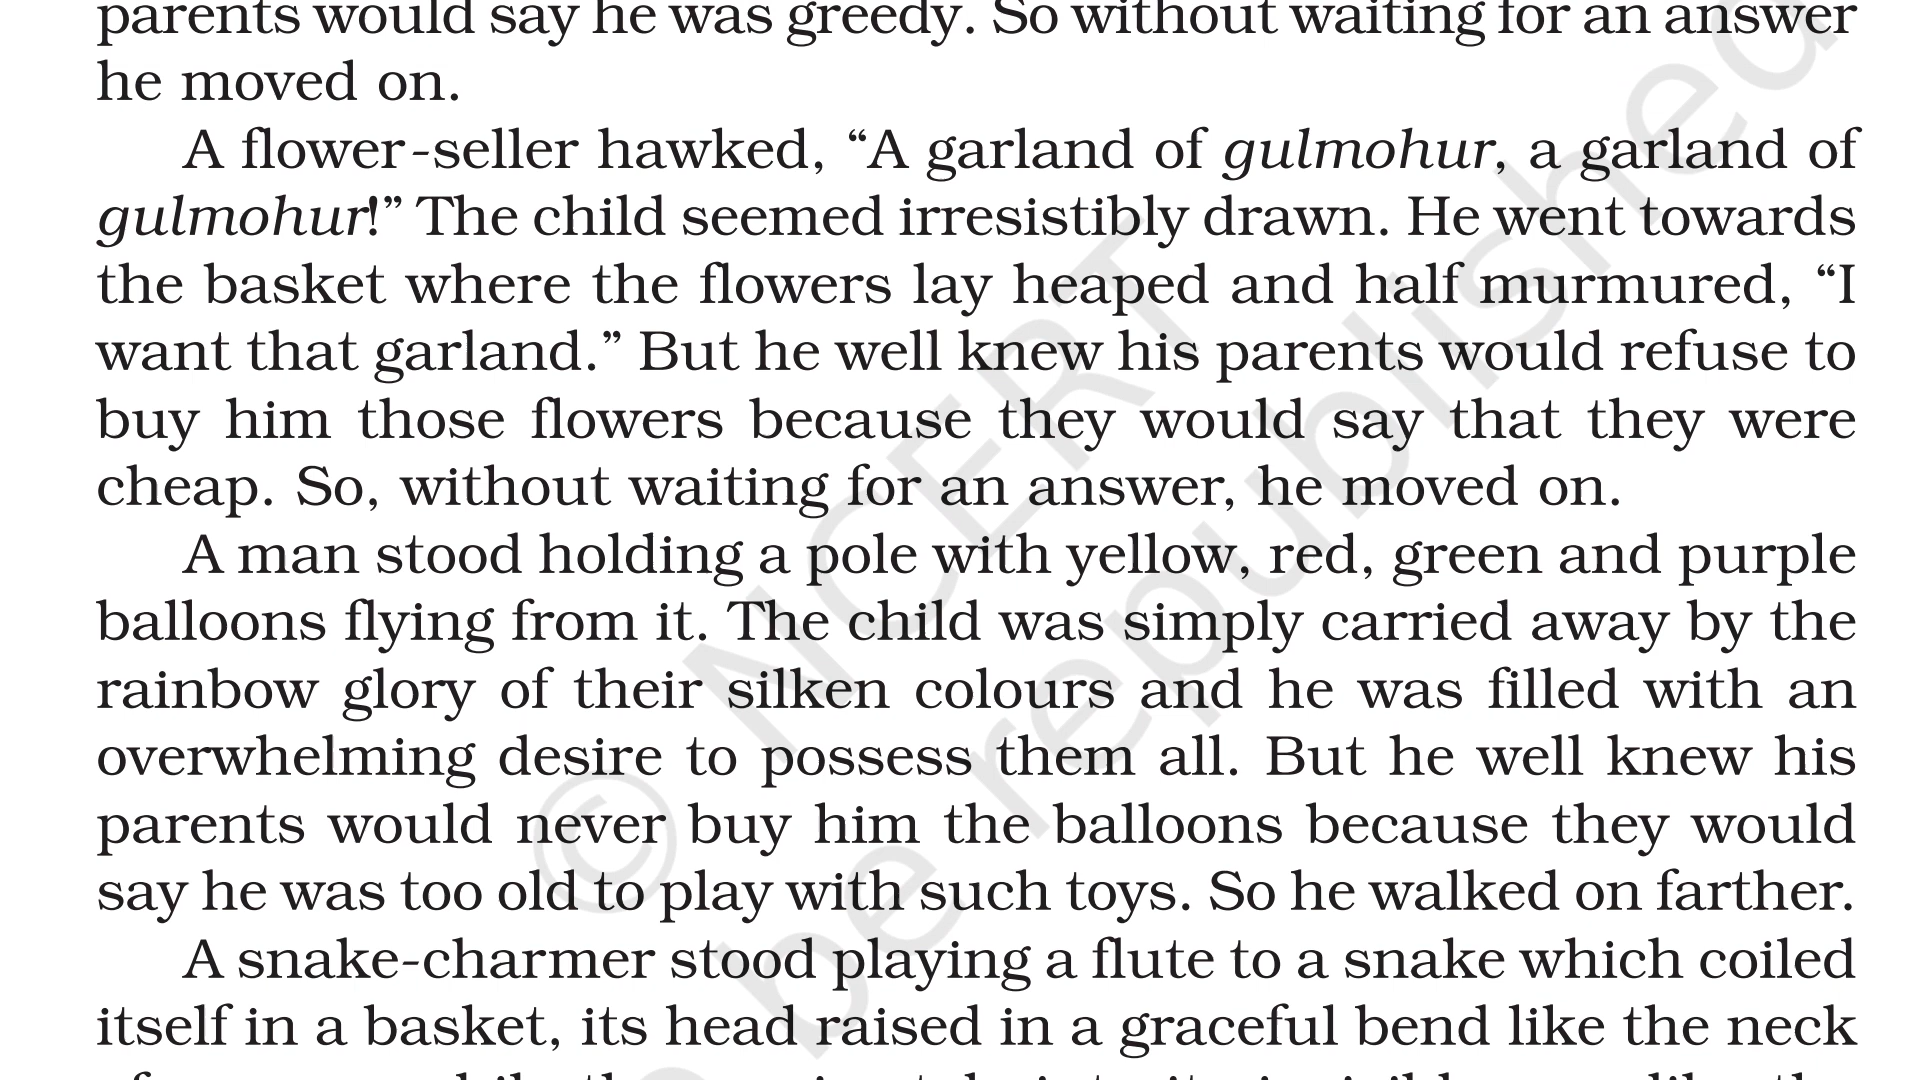 parents would say he was greedy. So without waiting for an answer
he moved on.
A flower-seller hawked, “A garland of gulmohur, a garland of
gulmohur!” The child seemed irresistibly drawn. He went towards
the basket where the flowers lay heaped and half murmured, “I
want that garland.” But he well knew his parents would refuse to
buy him those flowers because they would say that they were
cheap. So, without waiting for an answer, he moved on.
A man stood holding a pole with yellow, red, green and purple
balloons flying from it. The child was simply carried away by the
rainbow glory of their silken colours and he was filled with an
overwhelming desire to possess them all. But he well knew his
parents would never buy him the balloons because they would
say he was too old to play with such toys. So he walked on farther.
A snake-charmer stood playing a flute to a snake which coiled
itself in a basket, its head raised in a graceful bend like the neck
© NCERT
be republished